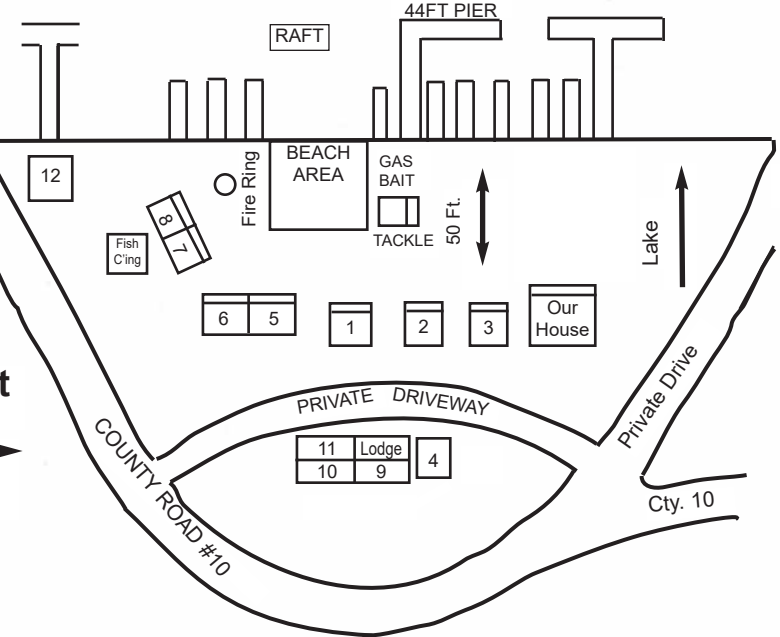 44FT PIER
RAFT
12
8
7
Fire Ring
BEACH
AREA
GAS
BAIT
TACKLE
50 Ft.
Lake
Fish
C'ing
6
5
1
2
3
Our
House
t
PRIVATE DRIVEWAY
Private Drive
COUNTY ROAD #10
11
Lodge
10
9
4
Cty. 10